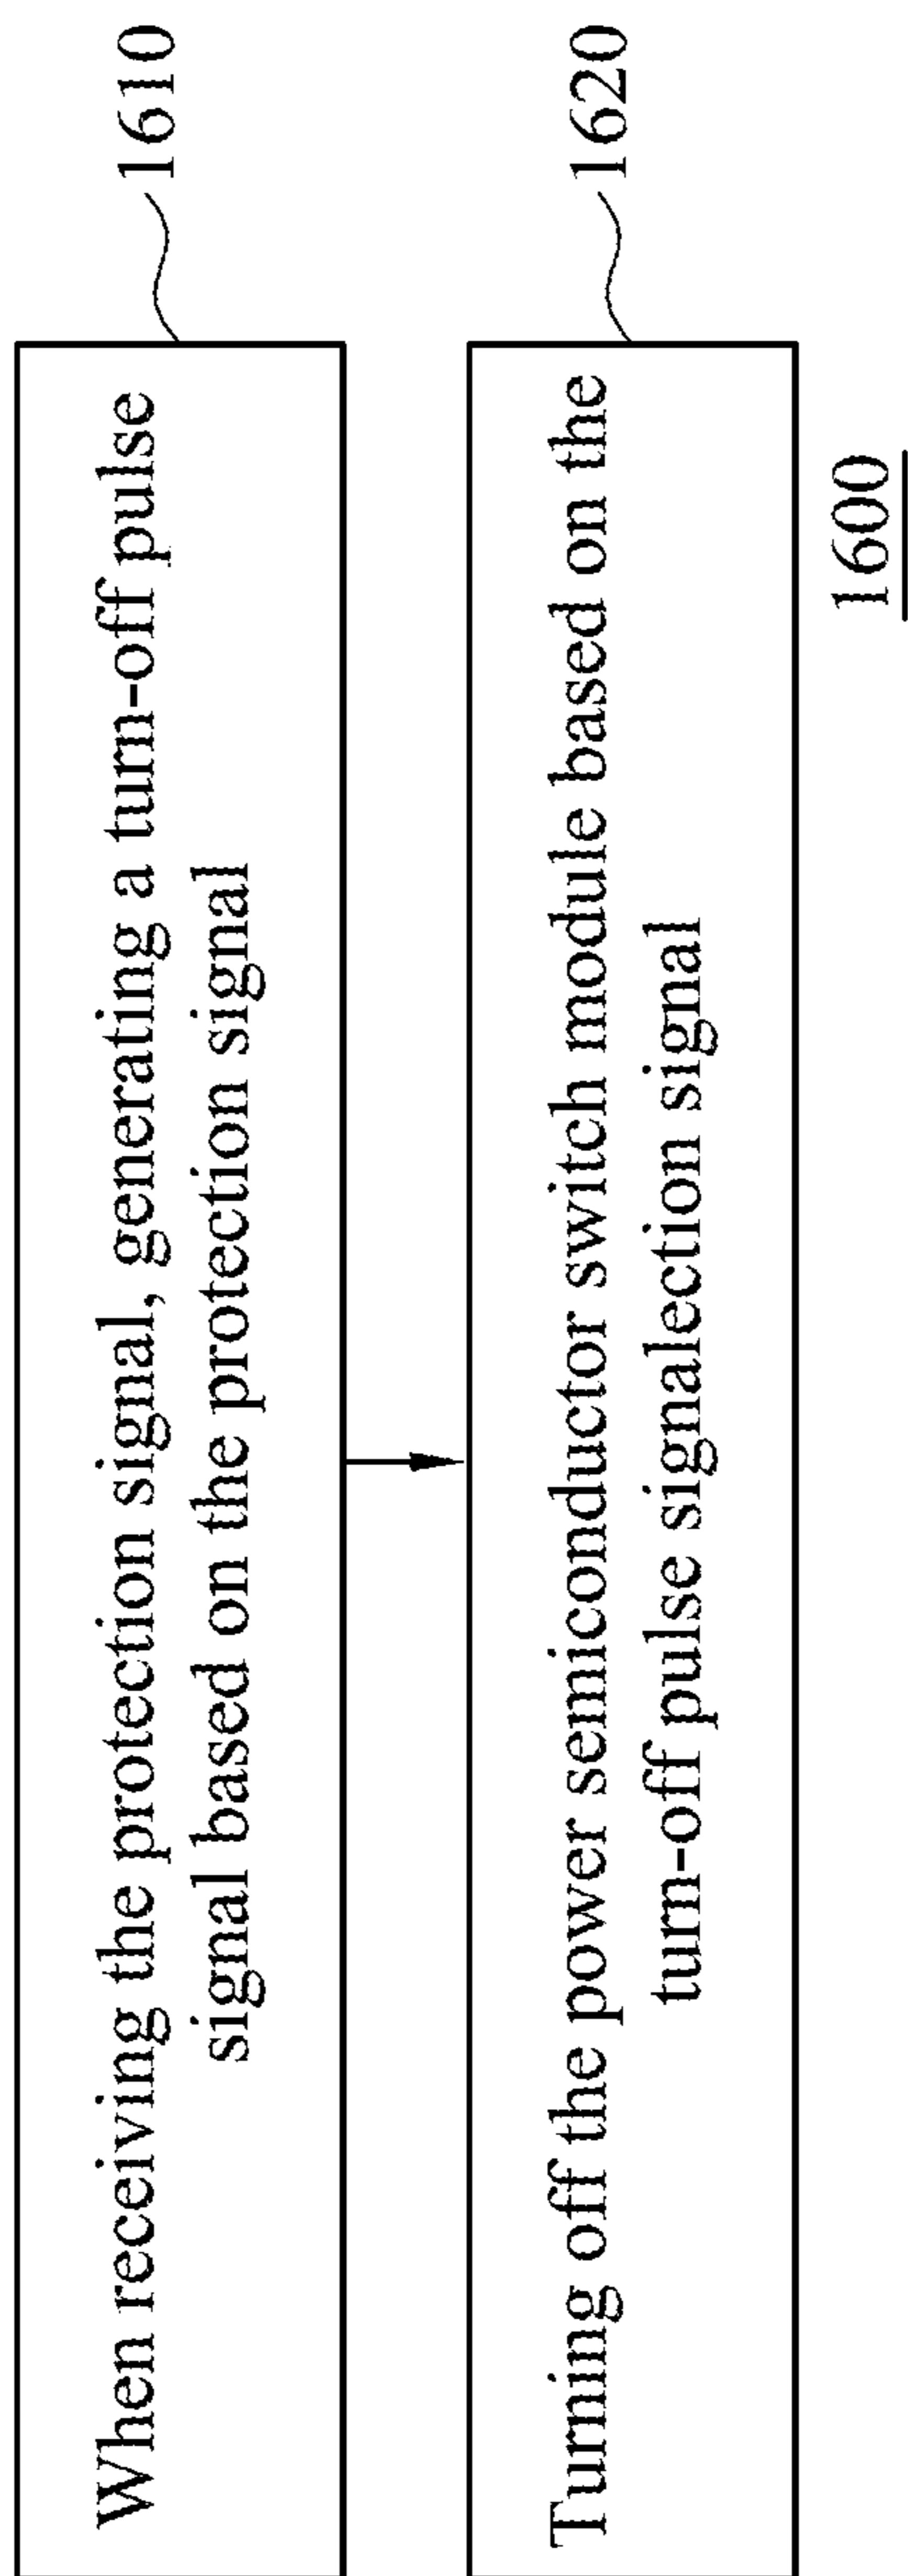 When receiving the protection signal, generating a turn-off pulse
signal based on the protection signal
1610
Turning off the power semiconductor switch module based on the
turn-off pulse signalection signal
1620
1600